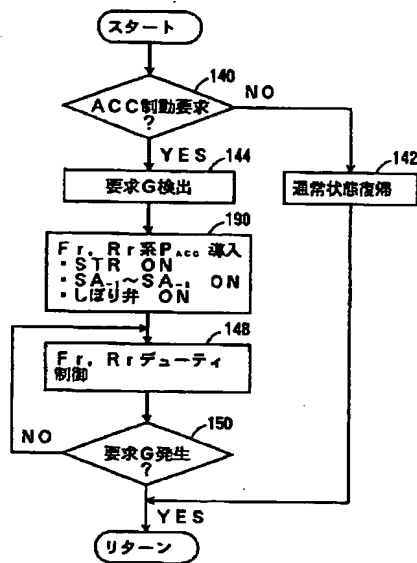 スタート
140
ACC制動要求
?
NO
YES
144
142
要求G検出
通常状態復帰
190
Fr, Rr系PACC導入
・STR ON
・SA-1~SA-3 ON
・しぼり弁 ON
148
Fr, Rrデューティ
制御
150
NO
要求G発生
?
YES
リターン